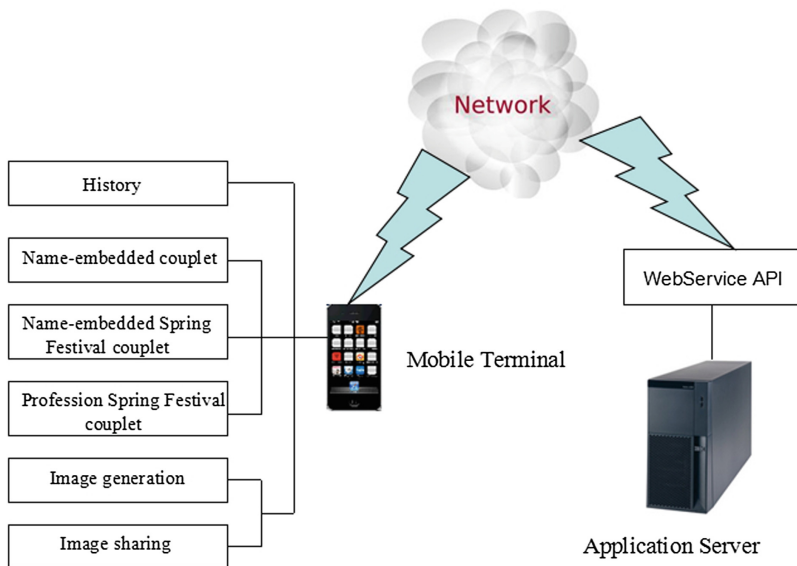 Network
History
Name-embedded couplet
Name-embedded Spring
Festival couplet
Profession Spring Festival
couplet
Image generation
Image sharing
Mobile Terminal
WebService API
Application Server